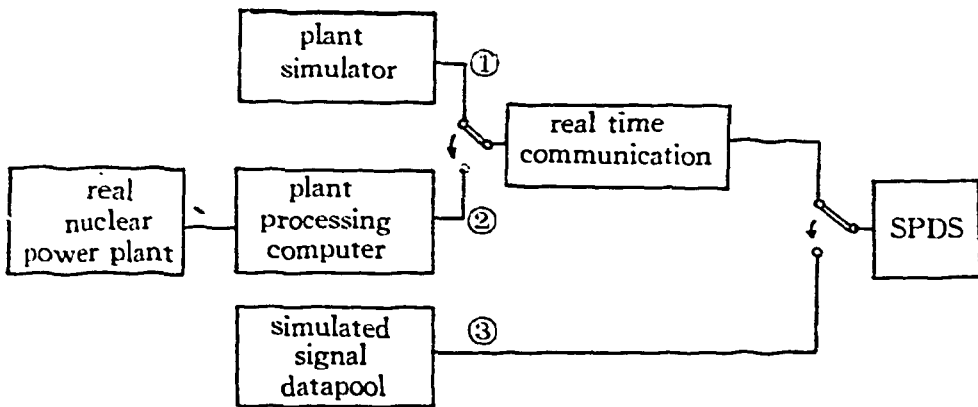 plant
simulator
①
real time
communication
real
nuclear
power plant
plant
processing
computer
②
SPDS
simulated
signal
datapool
③